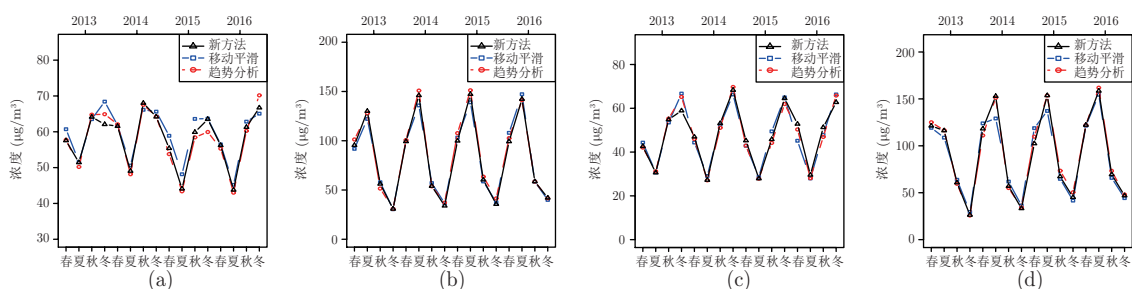 2013 2014 2015 2016
浓度 (μg/m³)
90
80
70
60
50
40
30
新方法
移动平滑
趋势分析
春夏秋冬春夏秋冬春夏秋冬春夏秋冬
(a)
2013 2014 2015 2016
浓度 (μg/m³)
200
150
100
50
0
新方法
移动平滑
趋势分析
春夏秋冬春夏秋冬春夏秋冬春夏秋冬
(b)
2013 2014 2015 2016
浓度 (μg/m³)
80
60
40
20
0
新方法
移动平滑
趋势分析
春夏秋冬春夏秋冬春夏秋冬春夏秋冬
(c)
2013 2014 2015 2016
浓度 (μg/m³)
200
150
100
50
0
新方法
移动平滑
趋势分析
春夏秋冬春夏秋冬春夏秋冬春夏秋冬
(d)